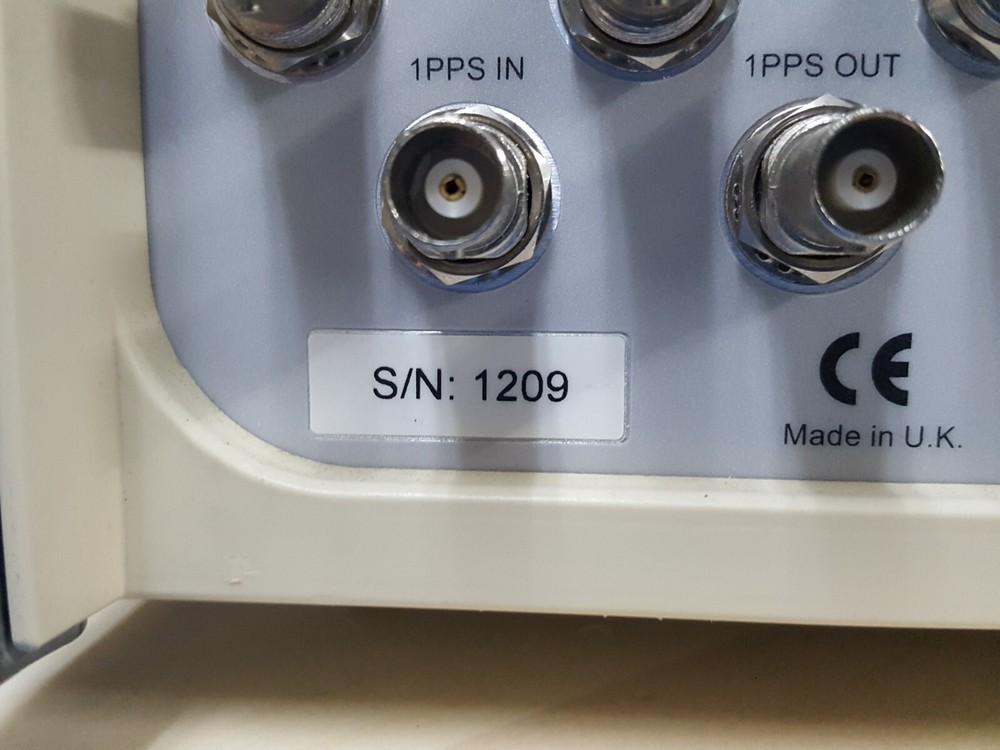 1PPS IN
1PPS OUT
S/N: 1209
CE
Made in U.K.